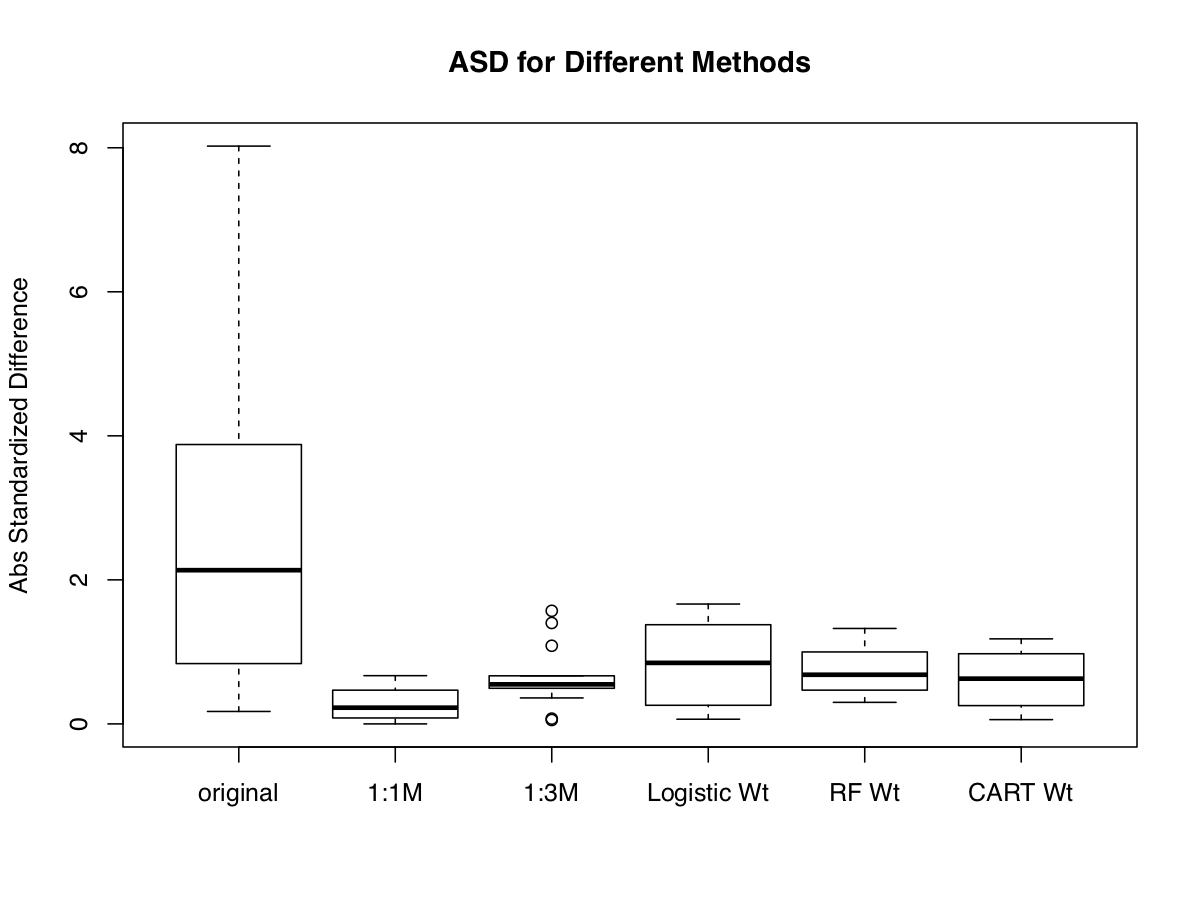 ASD for Different Methods
Abs Standardized Difference
8
6
4
2
0
original 1:1M 1:3M Logistic Wt RF Wt CART Wt